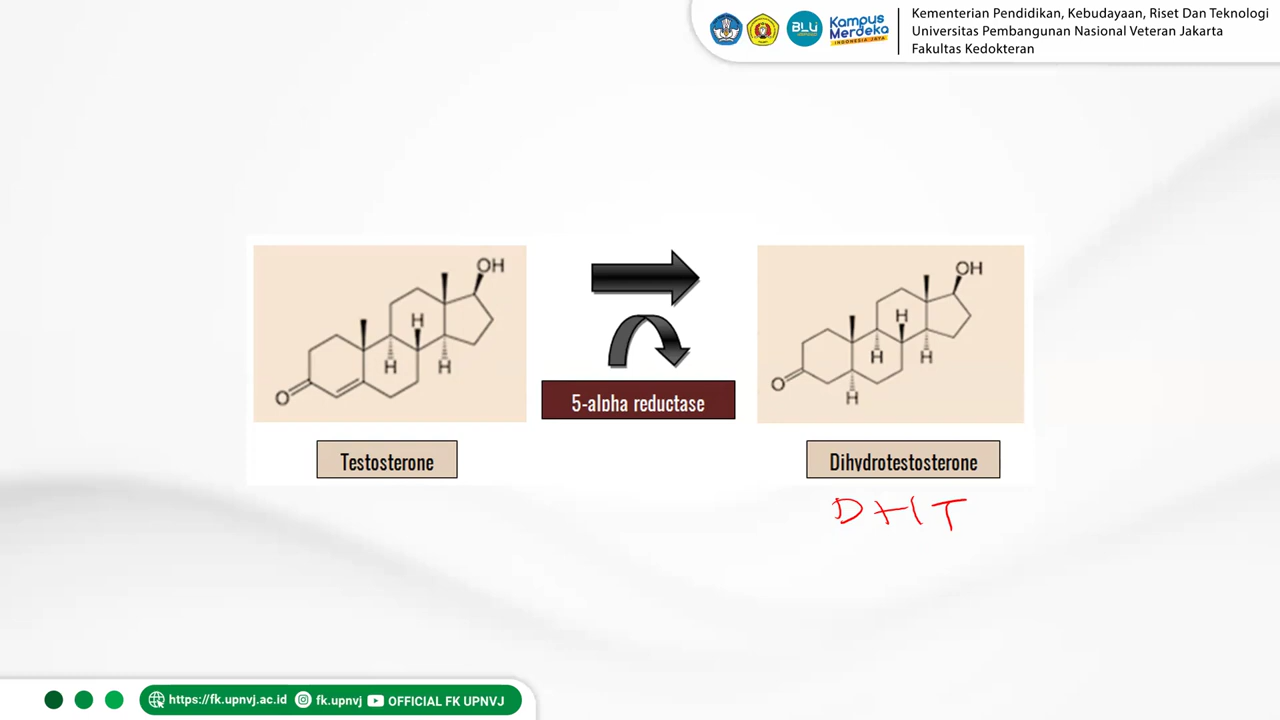 BLU
Kampus
Merdeka
INDONESIA JAYA
Kementerian Pendidikan, Kebudayaan, Riset Dan Teknologi
Universitas Pembangunan Nasional Veteran Jakarta
Fakultas Kedokteran
OH
H
H
H
O
Testosterone
5-alpha reductase
OH
H
H
H
O
H
Dihydrotestosterone
DHT
https://fk.upnvj.ac.id fk.upnvj OFFICIAL FK UPNVJ